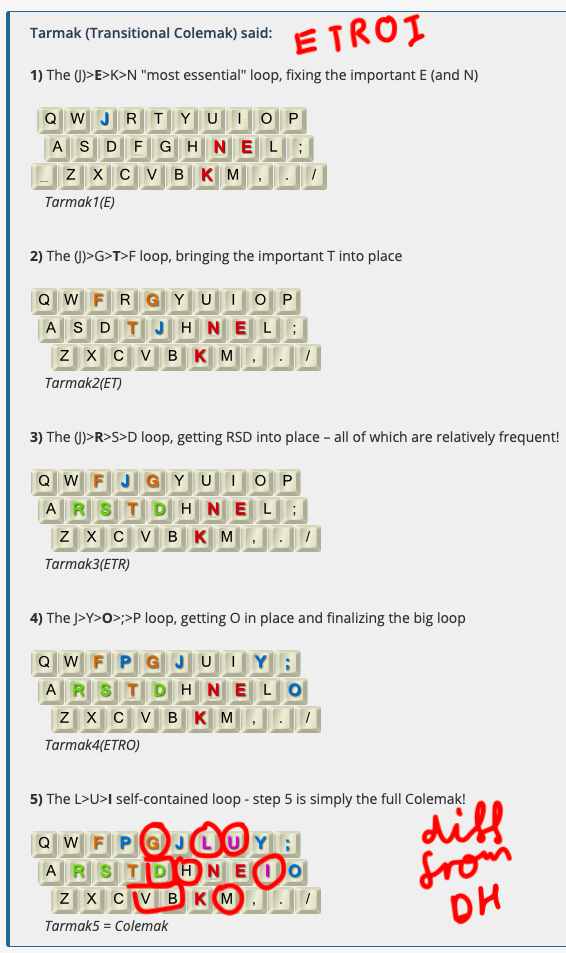 Tarmak (Transitional Colemak) said:
ETROI
1) The (J)>E>K>N "most essential" loop, fixing the important E (and N)
Q W J R T Y U I O P
A S D F G H N E L ;
_ Z X C V B K M , . /
Tarmak1(E)
2) The (J)>G>T>F loop, bringing the important T into place
Q W F R G Y U I O P
A S D T J H N E L ;
Z X C V B K M , . /
Tarmak2(ET)
3) The (J)>R>S>D loop, getting RSD into place – all of which are relatively frequent!
Q W F J G Y U I O P
A R S T D H N E L ;
Z X C V B K M , . /
Tarmak3(ETR)
4) The J>Y>O>;>P loop, getting O in place and finalizing the big loop
Q W F P G J U I Y ;
A R S T D H N E L O
Z X C V B K M , . /
Tarmak4(ETRO)
5) The L>U>I self-contained loop - step 5 is simply the full Colemak!
Q W F P G J L U Y ;
A R S T D H N E I O
Z X C V B K M , . /
Tarmak5 = Colemak
diff
from
DH